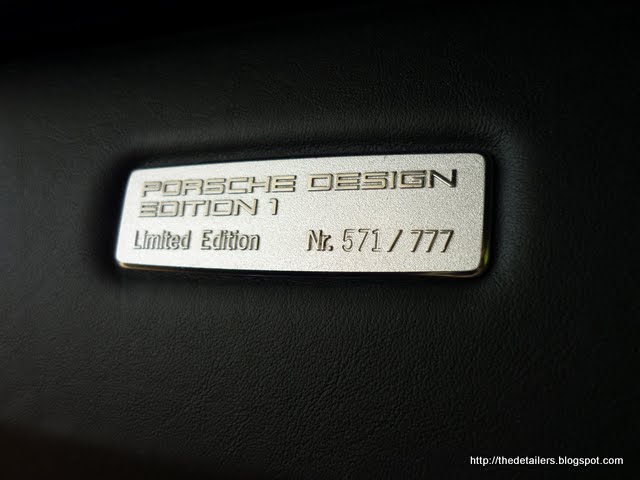 PORSCHE DESIGN
EDITION 1
Limited Edition Nr. 571 / 777
http://thedetailers.blogspot.com